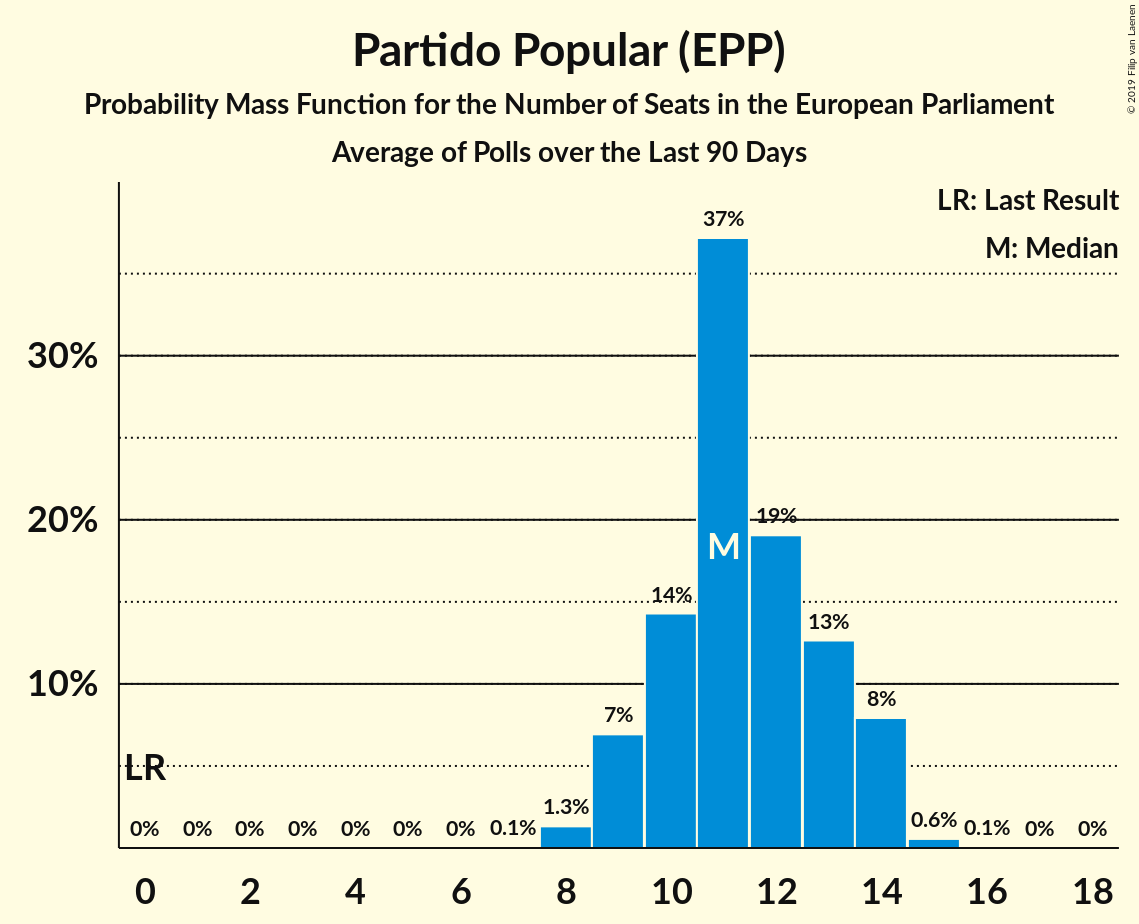 Partido Popular (EPP)
Probability Mass Function for the Number of Seats in the European Parliament
Average of Polls over the Last 90 Days
© 2019 Filip van Laenen
LR: Last Result
M: Median
37%
30%
20%
19%
M
14%
13%
10%
8%
7%
LR
0% 0% 0% 0% 0% 0% 0% 0.1% 1.3% 0.6% 0.1% 0% 0%
0 2 4 6 8 10 12 14 16 18